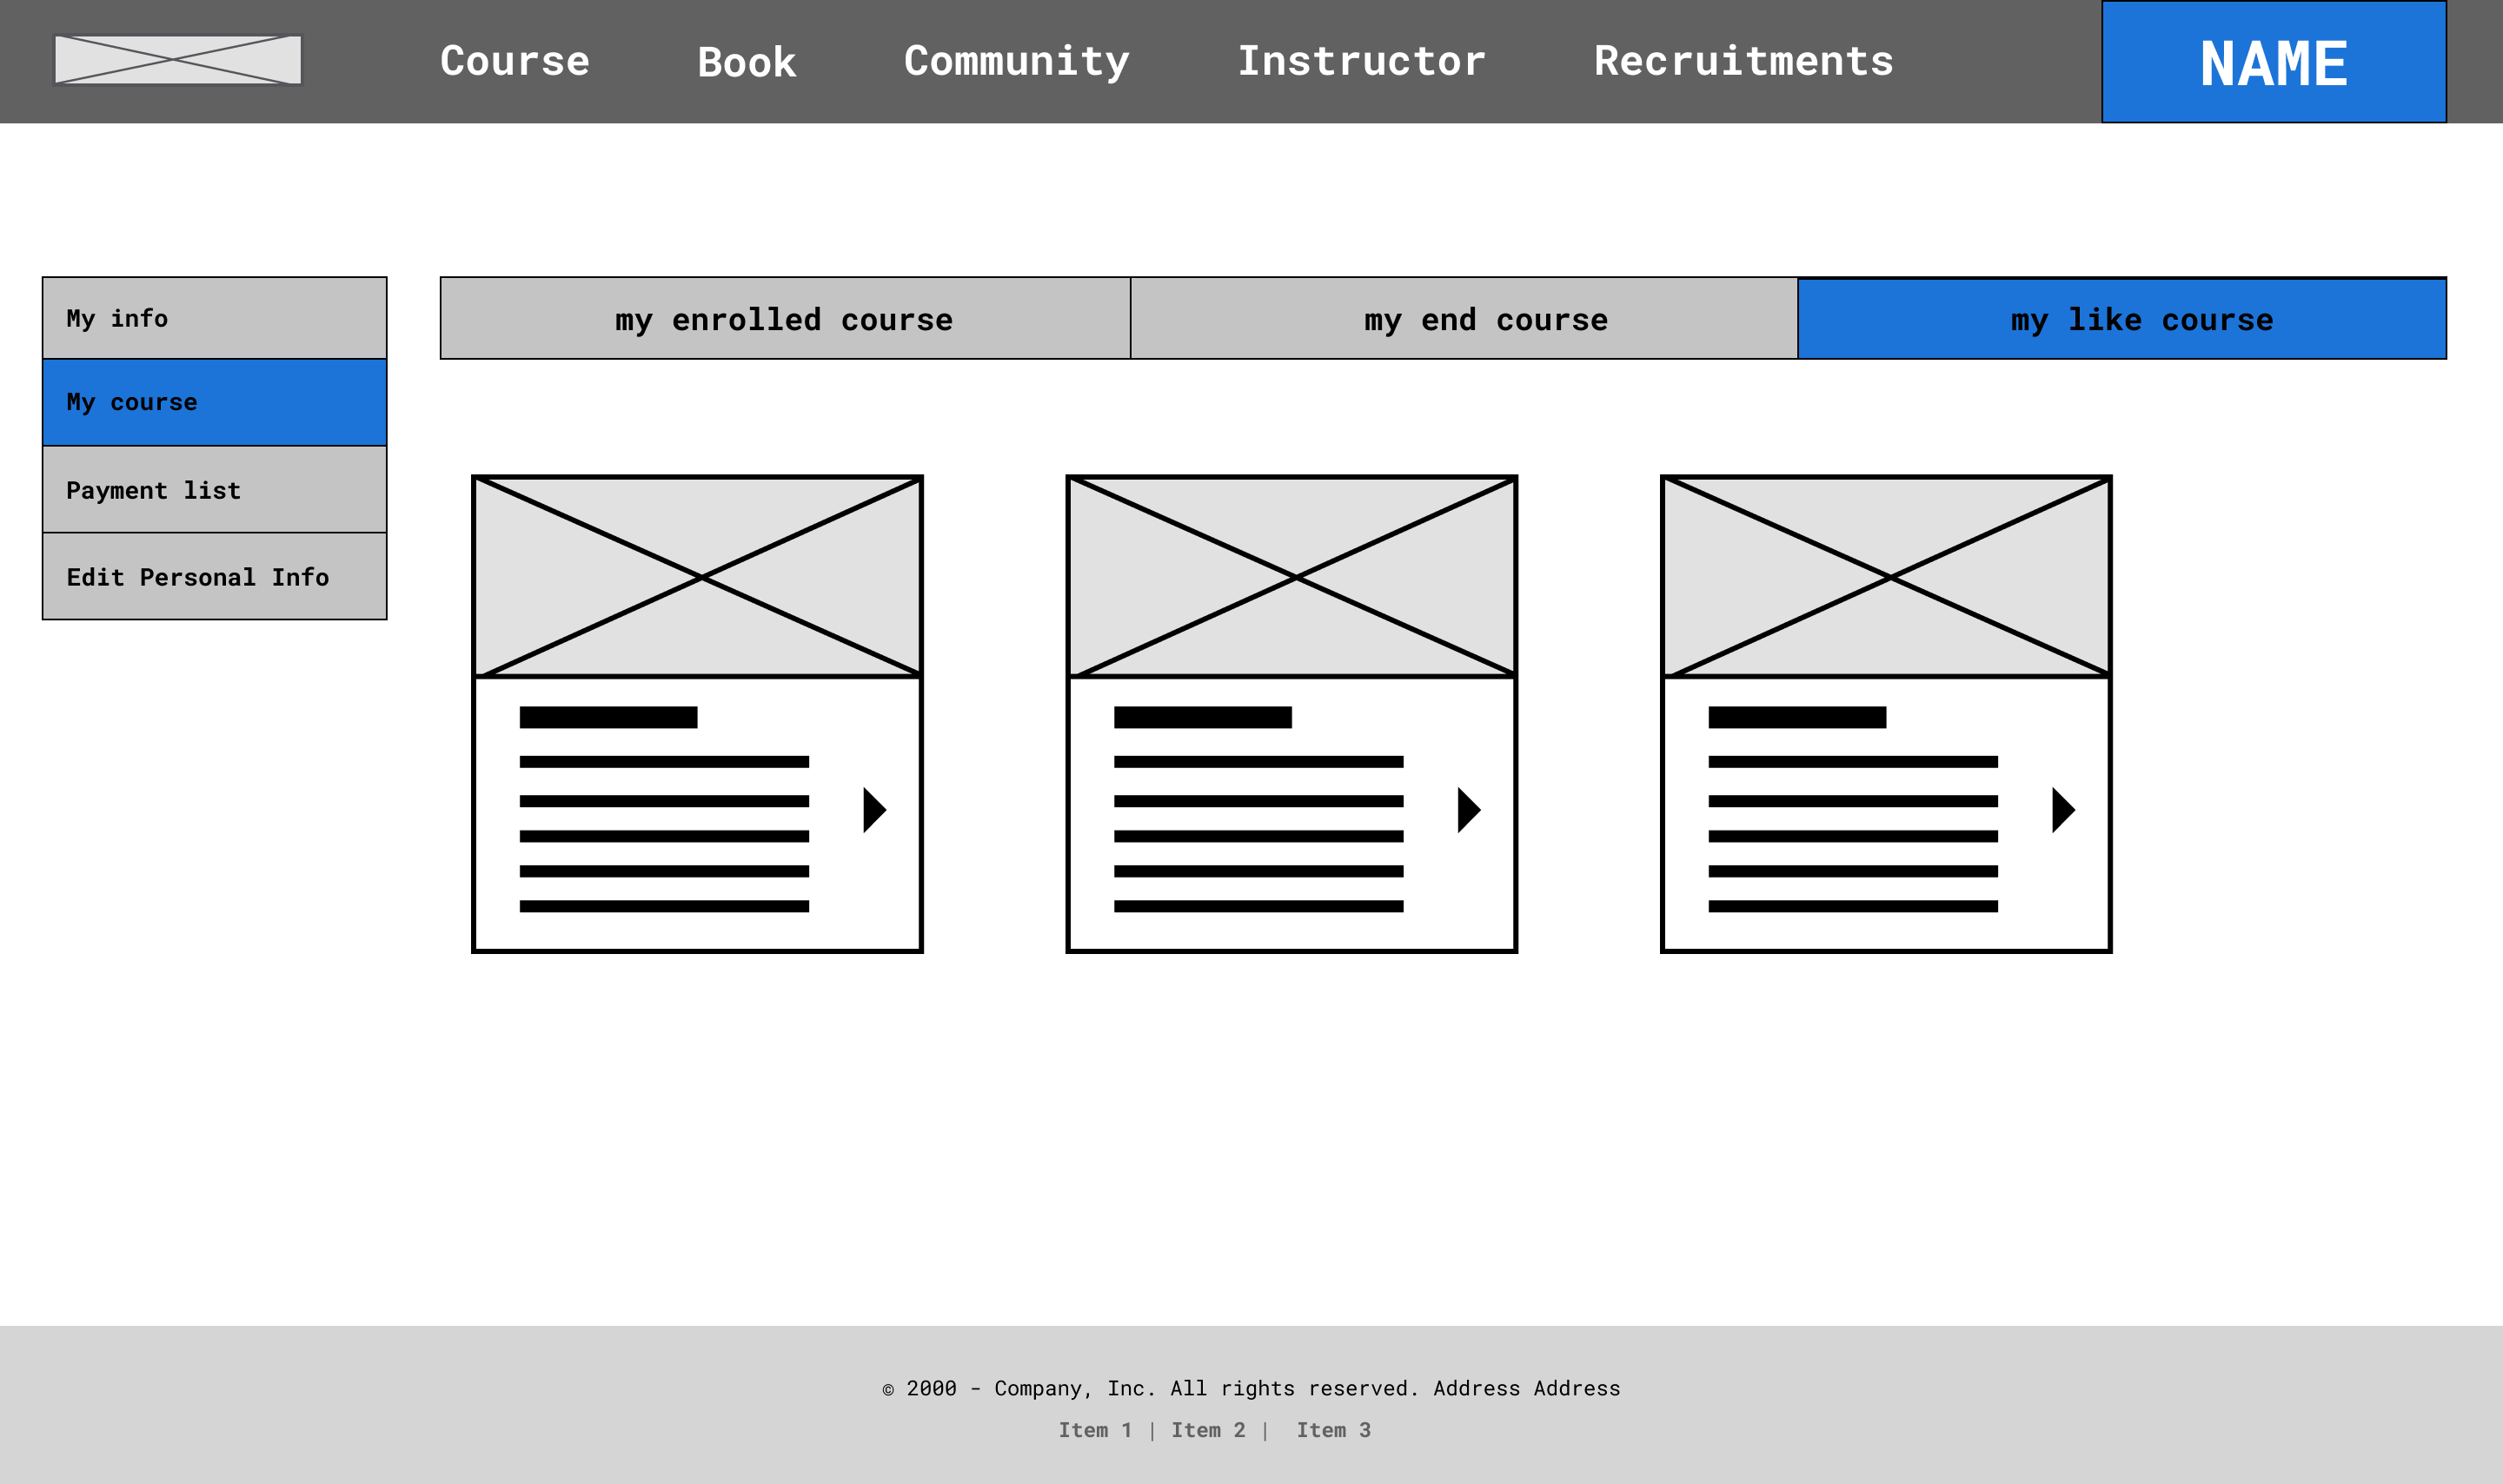 Course Book Community Instructor Recruitments NAME
My info
My course
Payment list
Edit Personal Info
my enrolled course my end course my like course
© 2000 - Company, Inc. All rights reserved. Address Address
Item 1 | Item 2 | Item 3